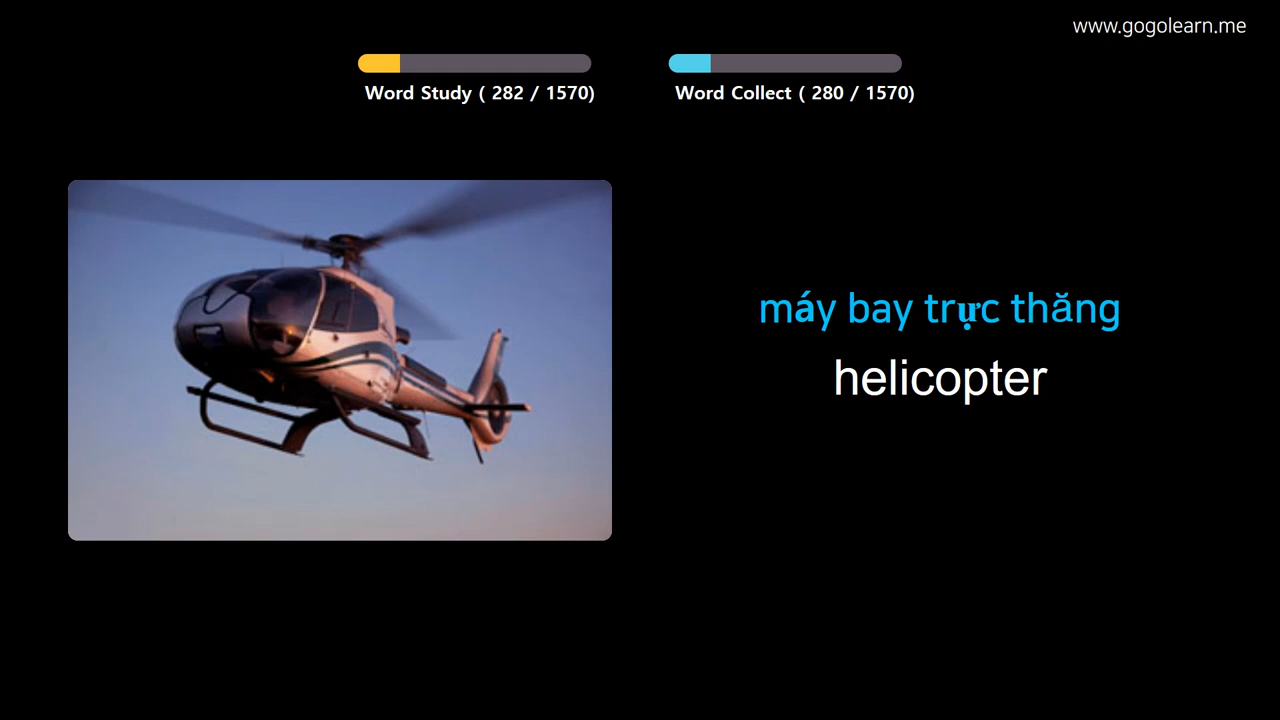 www.gogolearn.me
Word Study ( 282 / 1570)
Word Collect ( 280 / 1570)
máy bay trực thăng
helicopter